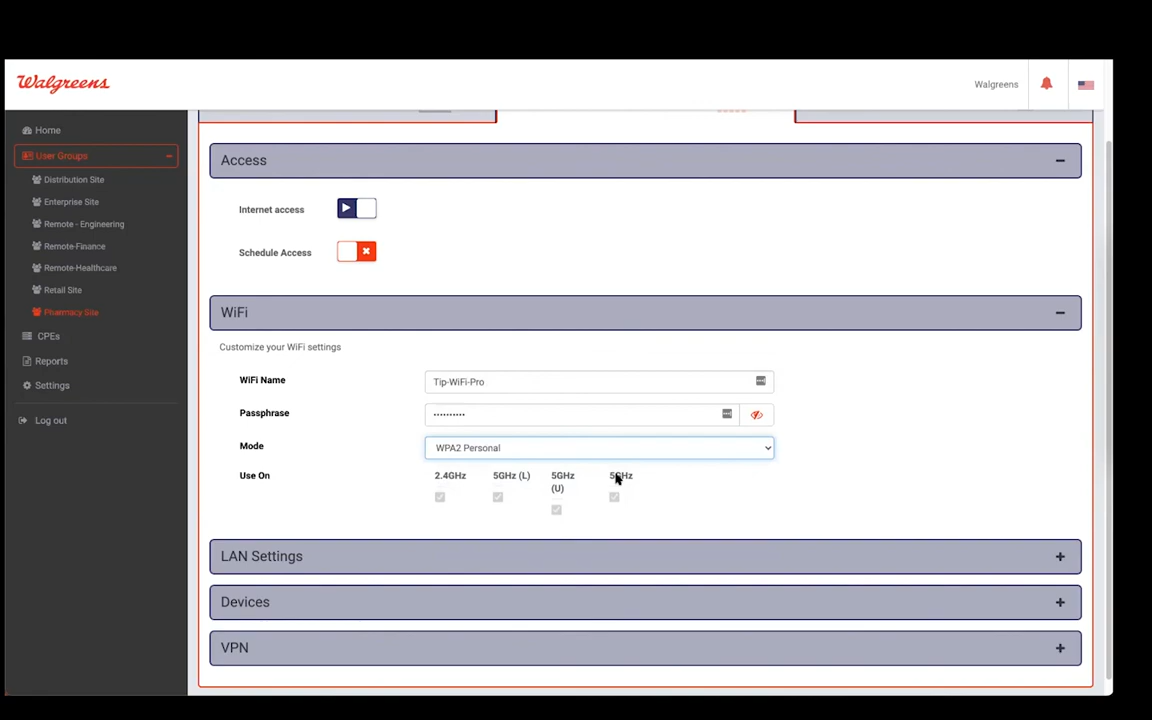 Walgreens
Walgreens
Home
User Groups
Distribution Site
Enterprise Site
Remote - Engineering
Remote-Finance
Remote-Healthcare
Retail Site
Pharmacy Site
CPEs
Reports
Settings
Log out
Access
Internet access
Schedule Access
WiFi
Customize your WiFi settings
WiFi Name
Tip-WiFi-Pro
Passphrase
••••••••••
Mode
WPA2 Personal
Use On
2.4GHz
5GHz (L)
5GHz
(U)
5GHz
LAN Settings
Devices
VPN